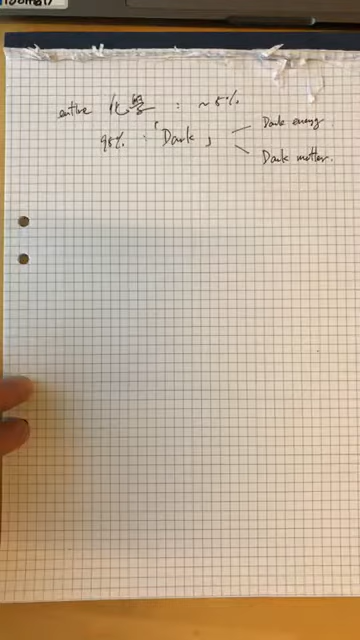 entire 化學 : ~5%
95% : 「Dark」
Dark energy
Dark matter.